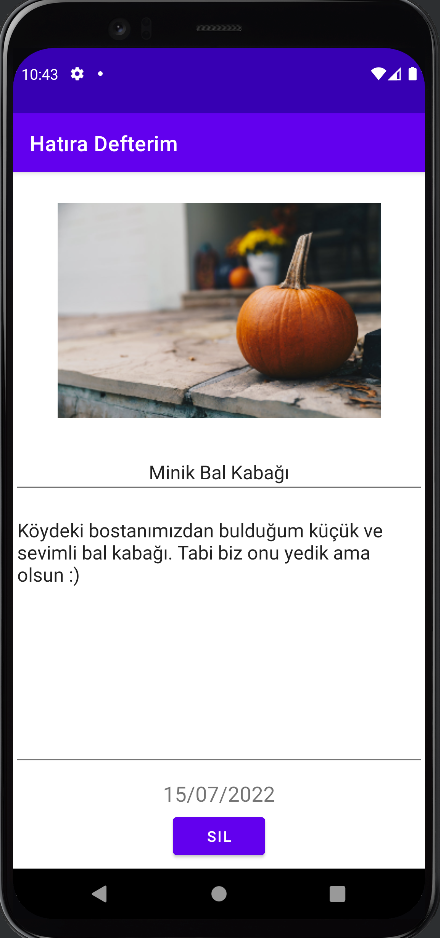 10:43
Hatıra Defterim
Minik Bal Kabağı
Köydeki bostanımızdan bulduğum küçük ve
sevimli bal kabağı. Tabi biz onu yedik ama
olsun :)
15/07/2022
SIL